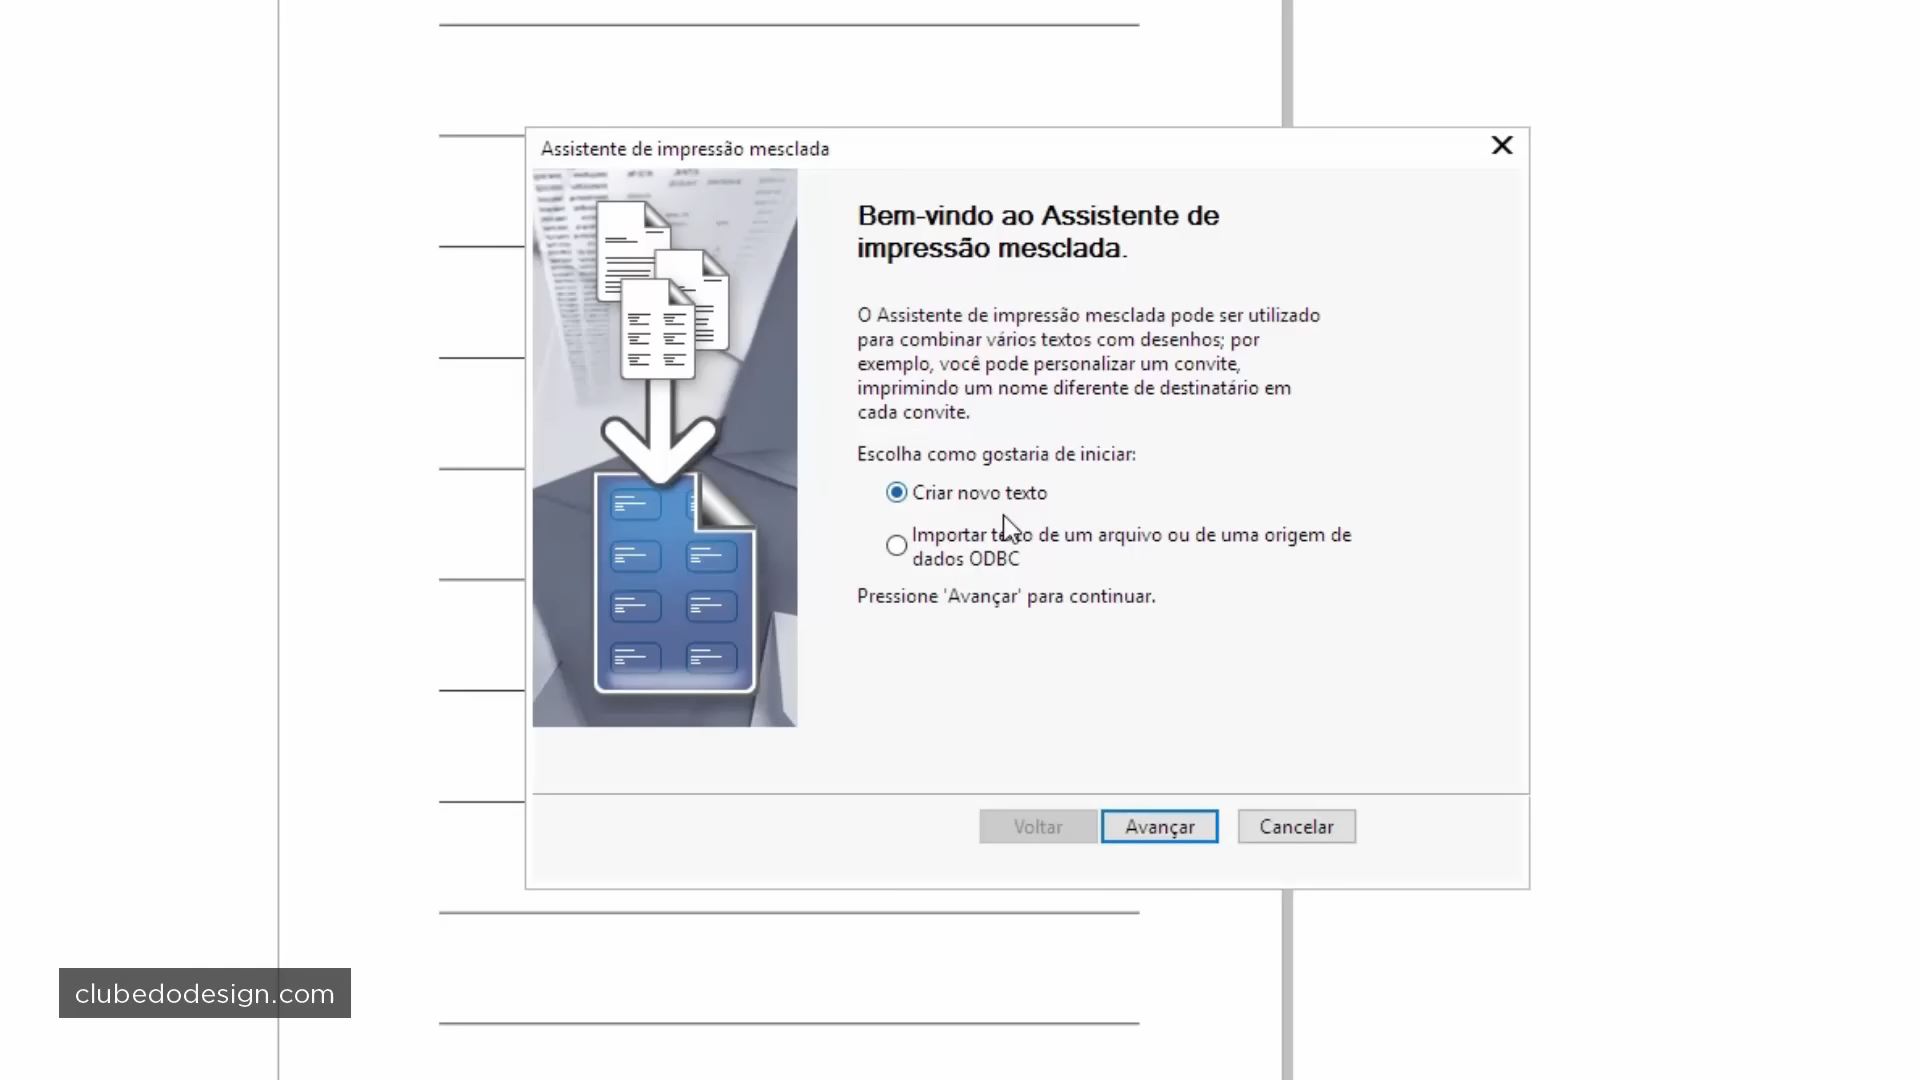 Assistente de impressão mesclada
Bem-vindo ao Assistente de
impressão mesclada.
O Assistente de impressão mesclada pode ser utilizado
para combinar vários textos com desenhos; por
exemplo, você pode personalizar um convite,
imprimindo um nome diferente de destinatário em
cada convite.
Escolha como gostaria de iniciar:
Criar novo texto
Importar texto de um arquivo ou de uma origem de
dados ODBC
Pressione 'Avançar' para continuar.
Voltar
Avançar
Cancelar
clubedodesign.com